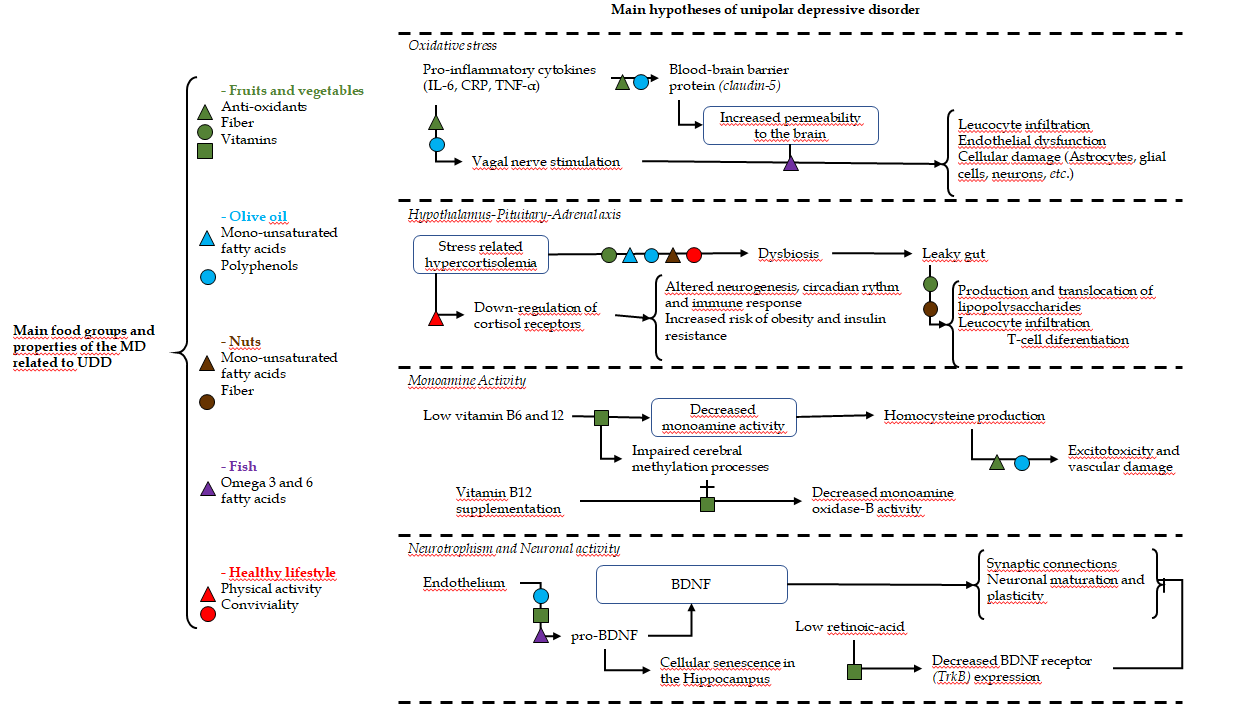 Main hypotheses of unipolar depressive disorder
Main food groups and
properties of the MD
related to UDD
- Fruits and vegetables
Anti-oxidants
Fiber
Vitamins
- Olive oil
Mono-unsaturated
fatty acids
Polyphenols
- Nuts
Mono-unsaturated
fatty acids
Fiber
- Fish
Omega 3 and 6
fatty acids
- Healthy lifestyle
Physical activity
Conviviality
Oxidative stress
Pro-inflammatory cytokines
(IL-6, CRP, TNF-α)
Blood-brain barrier
protein (claudin-5)
Increased permeability
to the brain
Vagal nerve stimulation
Leucocyte infiltration
Endothelial dysfunction
Cellular damage (Astrocytes, glial
cells, neurons, etc.)
Hypothalamus-Pituitary-Adrenal axis
Stress related
hypercortisolemia
Dysbiosis
Leaky gut
Down-regulation of
cortisol receptors
Altered neurogenesis, circadian rythm
and immune response
Increased risk of obesity and insulin
resistance
Production and translocation of
lipopolysaccharides
Leucocyte infiltration
T-cell diferentiation
Monoamine Activity
Low vitamin B6 and 12
Decreased
monoamine activity
Homocysteine production
Impaired cerebral
methylation processes
Excitotoxicity and
vascular damage
Vitamin B12
supplementation
Decreased monoamine
oxidase-B activity
Neurotrophism and Neuronal activity
Endothelium
BDNF
Synaptic connections
Neuronal maturation and
plasticity
pro-BDNF
Low retinoic-acid
Cellular senescence in
the Hippocampus
Decreased BDNF receptor
(TrkB) expression